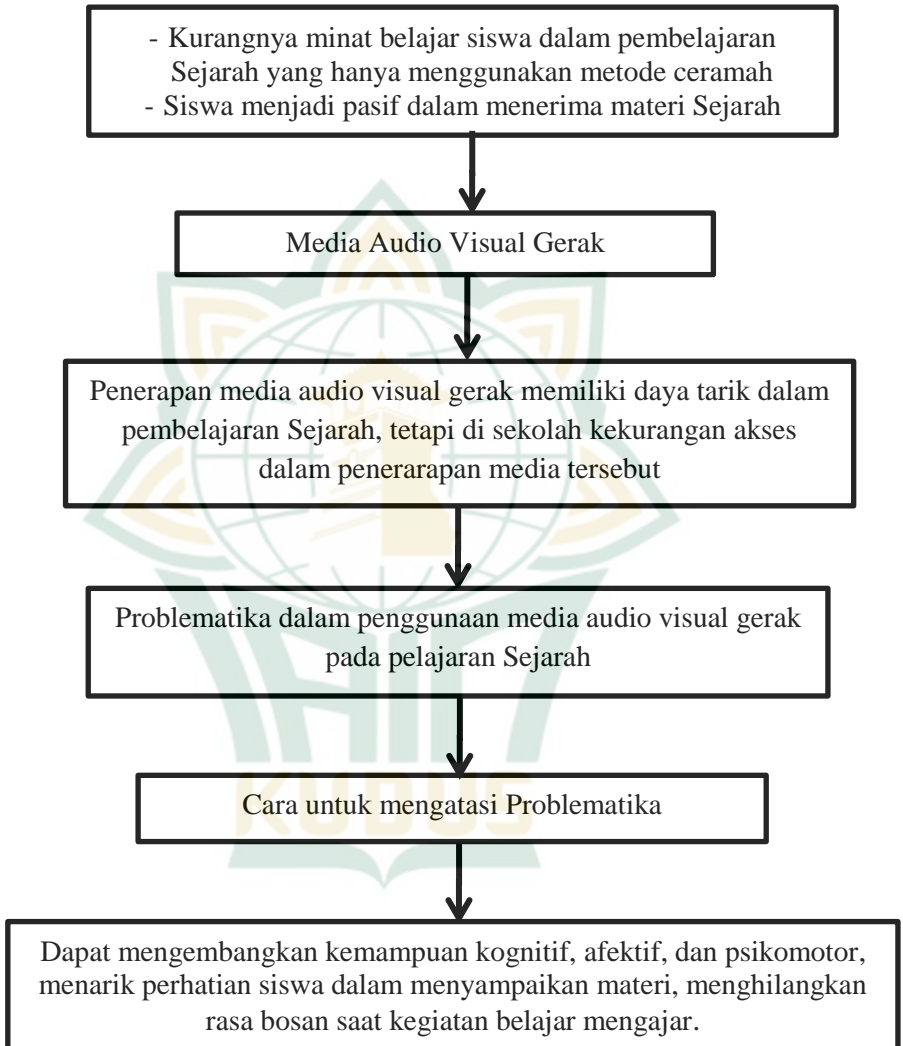 - Kurangnya minat belajar siswa dalam pembelajaran
Sejarah yang hanya menggunakan metode ceramah
- Siswa menjadi pasif dalam menerima materi Sejarah
Media Audio Visual Gerak
Penerapan media audio visual gerak memiliki daya tarik dalam
pembelajaran Sejarah, tetapi di sekolah kekurangan akses
dalam penerarapan media tersebut
Problematika dalam penggunaan media audio visual gerak
pada pelajaran Sejarah
IAIN
KUDUS
Cara untuk mengatasi Problematika
Dapat mengembangkan kemampuan kognitif, afektif, dan psikomotor,
menarik perhatian siswa dalam menyampaikan materi, menghilangkan
rasa bosan saat kegiatan belajar mengajar.